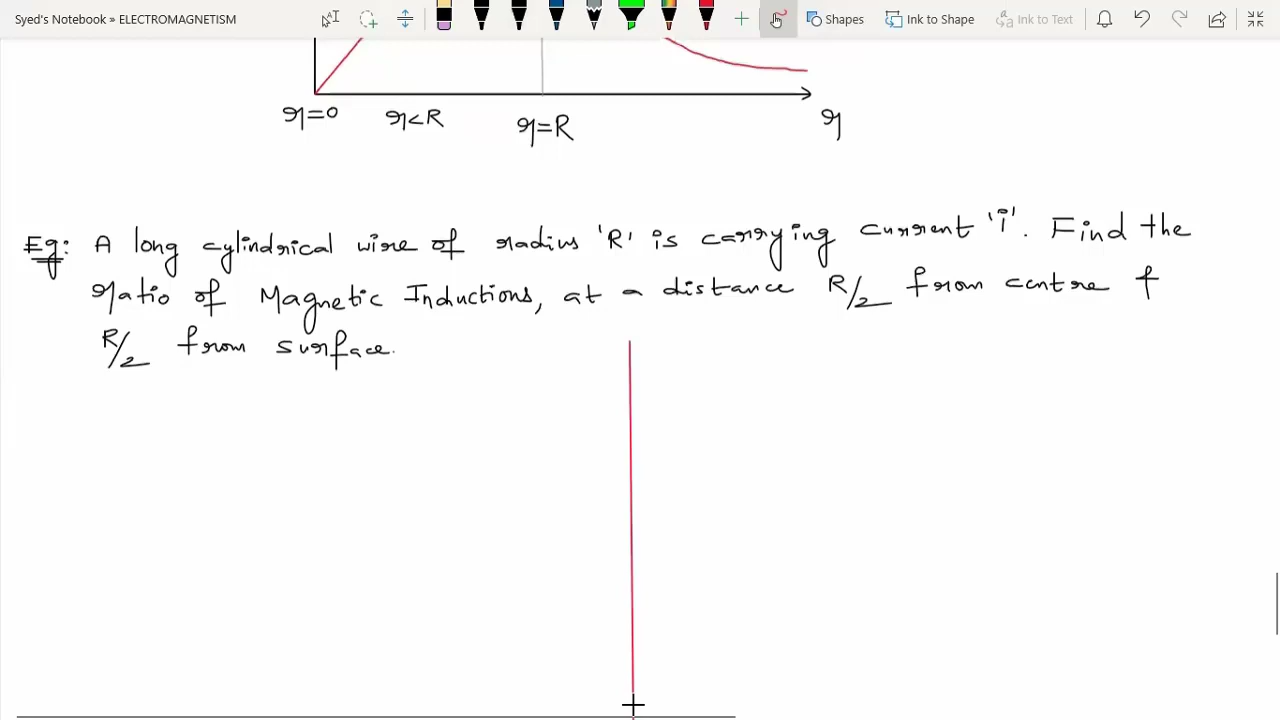 Syed's Notebook » ELECTROMAGNETISM
Shapes
Ink to Shape
Ink to Text
r=0 r<R r=R r
Eg: A long cylindrical wire of radius 'R' is carrying current 'i'. Find the
ratio of Magnetic Inductions, at a distance R/2 from centre &
R/2 from surface.